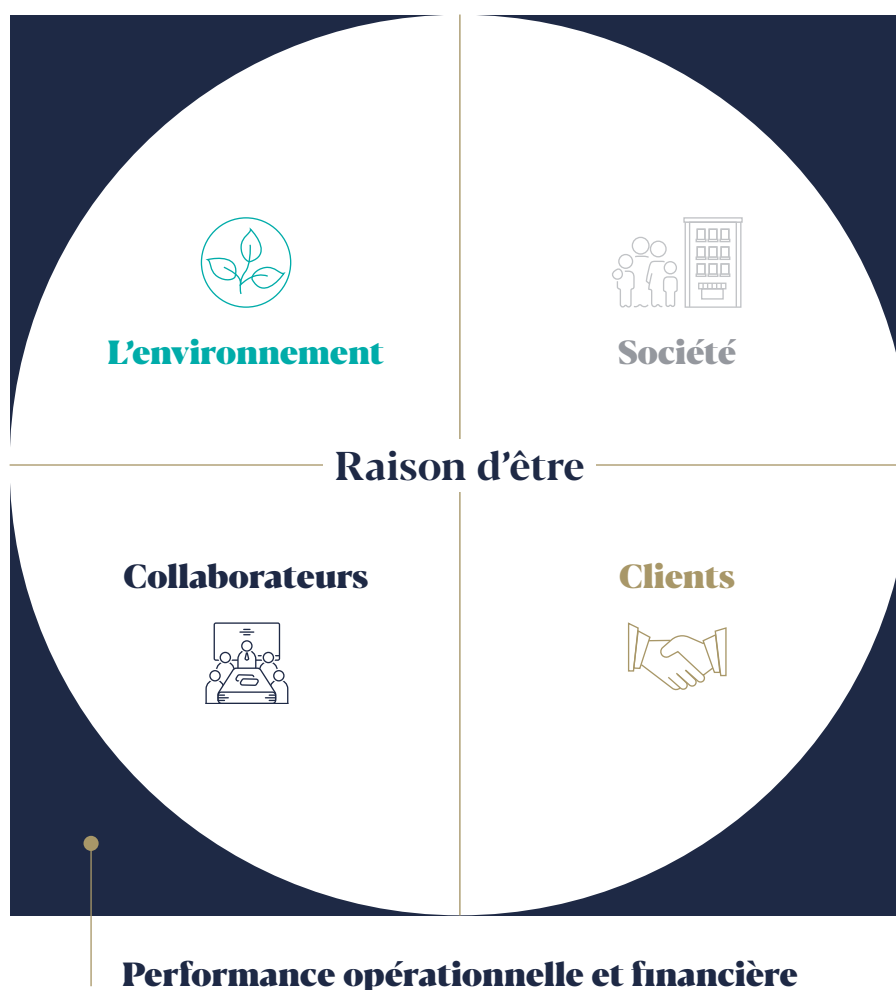 L’environnement
Société
Raison d’être
Collaborateurs
Clients
Performance opérationnelle et financière